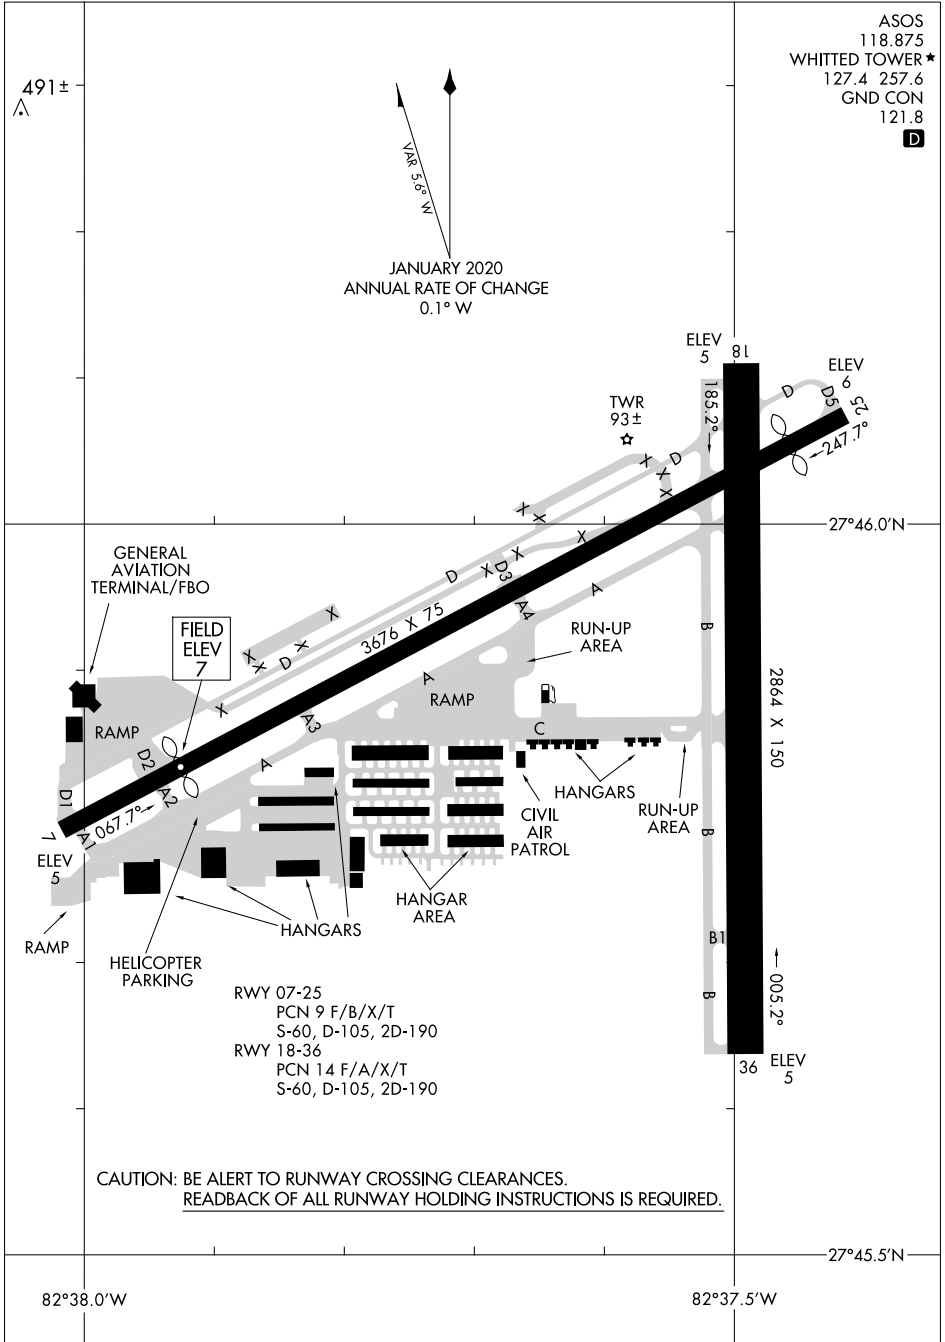 ASOS
118.875
WHITTED TOWER ★
127.4 257.6
GND CON
121.8
D
491±
VAR 5.6° W
JANUARY 2020
ANNUAL RATE OF CHANGE
0.1° W
ELEV
5
18
ELEV
6
D
D5
25
185.2°
247.7°
TWR
93±
D
X
X
X
X
X
27°46.0'N
GENERAL
AVIATION
TERMINAL/FBO
X
X
X
D3
D
A4
A
FIELD
ELEV
7
X
X
X
X
D
3676 X 75
RUN-UP
AREA
B
A
RAMP
X
A3
C
2864 X 150
RAMP
D2
A
A2
D1
067.7°
7
A1
ELEV
5
HANGARS
RUN-UP
AREA
CIVIL
AIR
PATROL
B
HANGAR
AREA
HANGARS
RAMP
HELICOPTER
PARKING
B1
B
005.2°
RWY 07-25
PCN 9 F/B/X/T
S-60, D-105, 2D-190
RWY 18-36
PCN 14 F/A/X/T
S-60, D-105, 2D-190
36
ELEV
5
CAUTION: BE ALERT TO RUNWAY CROSSING CLEARANCES.
READBACK OF ALL RUNWAY HOLDING INSTRUCTIONS IS REQUIRED.
27°45.5'N
82°38.0'W
82°37.5'W